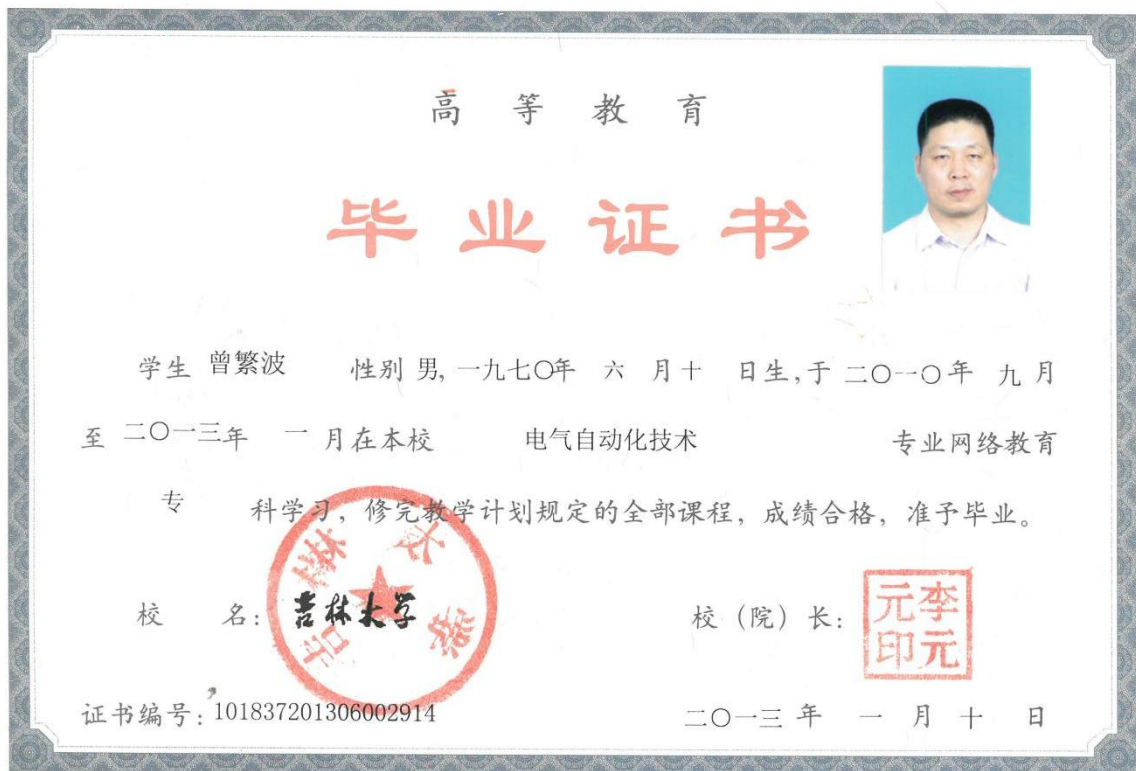 高等教育
毕业证书
学生 曾繁波 性别 男, 一九七〇年 六 月 十 日生, 于 二〇一〇年 九 月
至 二〇一三年 一 月在本校 电气自动化技术 专业网络教育
专 科学习，修完教学计划规定的全部课程，成绩合格，准予毕业。
校 名: 吉林大学 校（院）长: 李元元印
吉林大学
证书编号: 101837201306002914 二〇一三 年 一 月 十 日